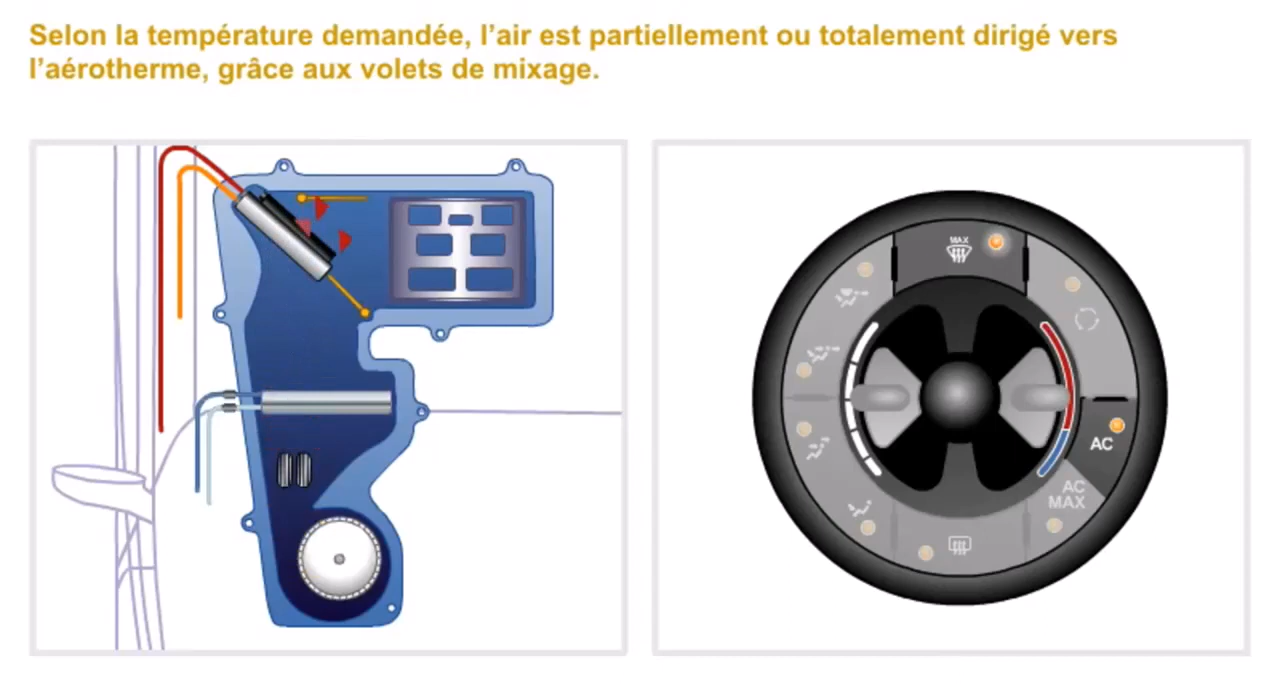 Selon la température demandée, l’air est partiellement ou totalement dirigé vers
l’aérotherme, grâce aux volets de mixage.
MAX
AC
AC
MAX